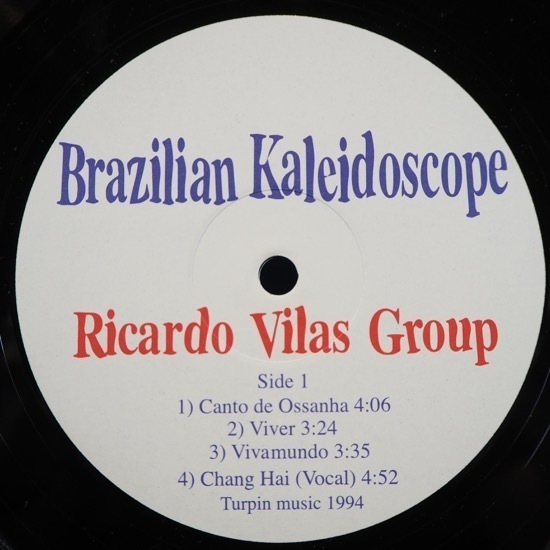 Brazilian Kaleidoscope
Ricardo Vilas Group
Side 1
1) Canto de Ossanha 4:06
2) Viver 3:24
3) Vivamundo 3:35
4) Chang Hai (Vocal) 4:52
Turpin music 1994